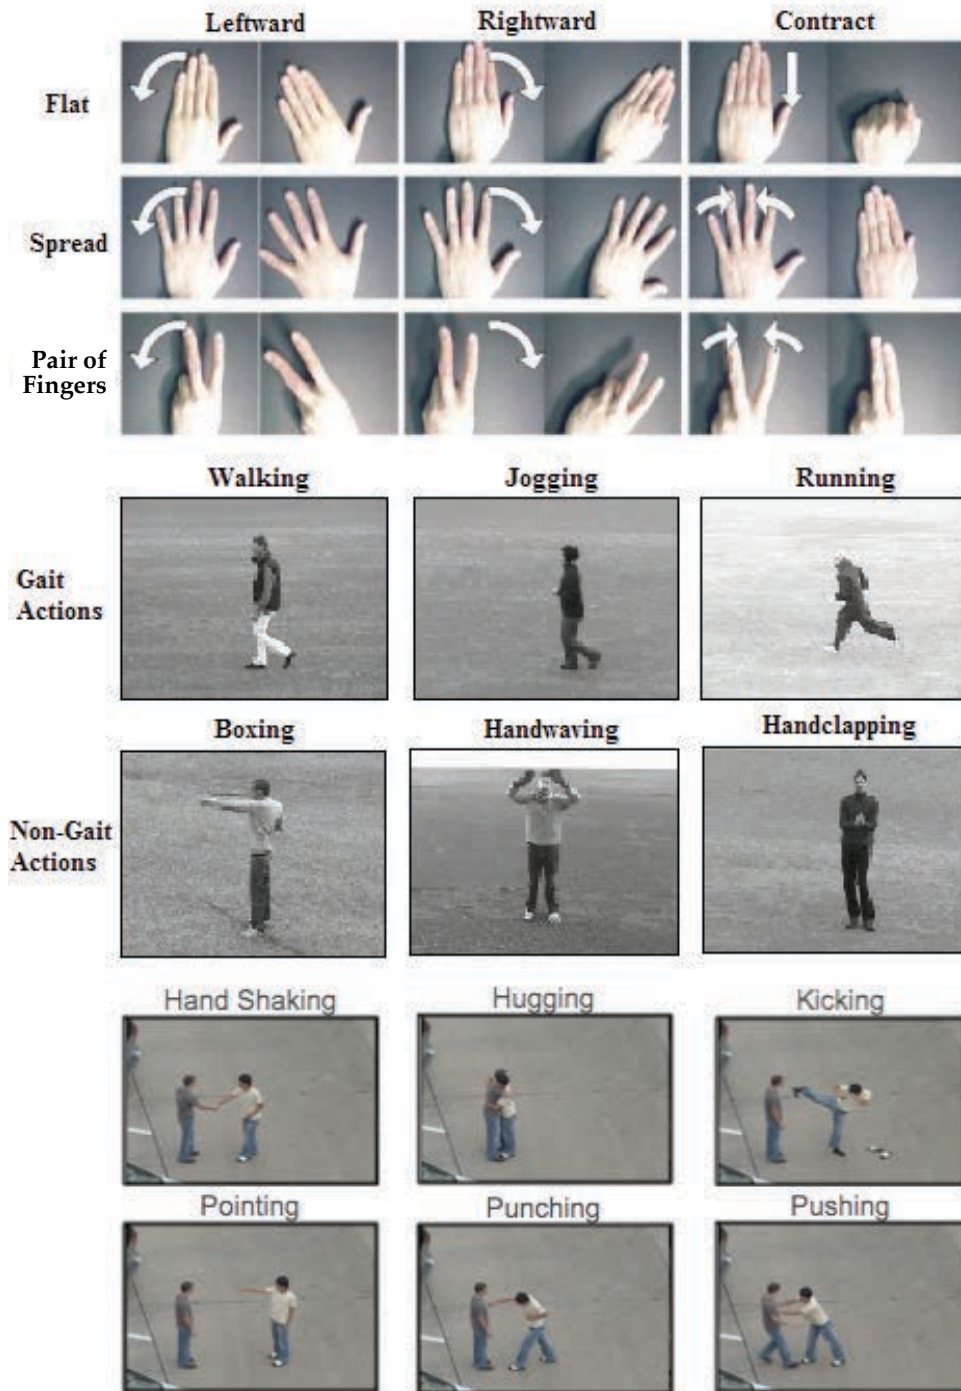 Leftward Rightward Contract
Flat
Spread
Pair of
Fingers
Walking Jogging Running
Gait
Actions
Boxing Handwaving Handclapping
Non-Gait
Actions
Hand Shaking Hugging Kicking
Pointing Punching Pushing